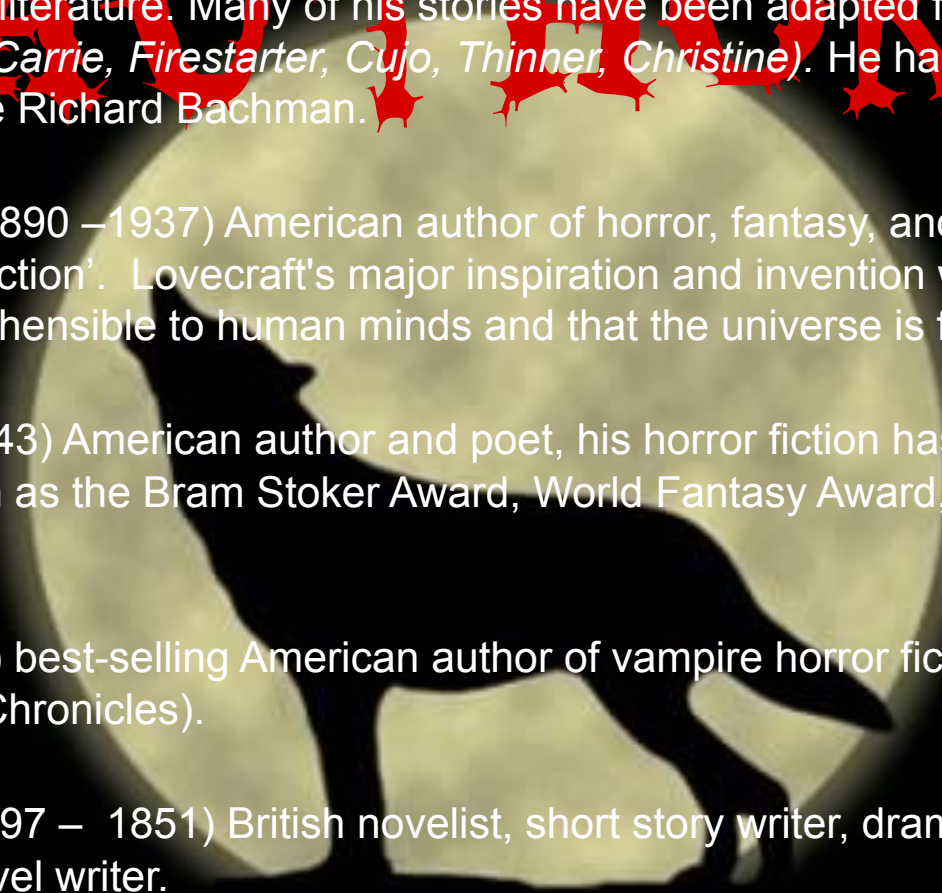 literature. Many of his stories have been adapted
Carrie, Firestarter, Cujo, Thinner, Christine). He ha
Richard Bachman.
890 –1937) American author of horror, fantasy, and
ction’. Lovecraft's major inspiration and invention
hensible to human minds and that the universe is
43) American author and poet, his horror fiction has
as the Bram Stoker Award, World Fantasy Award,
best-selling American author of vampire horror fic
Chronicles).
97 – 1851) British novelist, short story writer, dram
vel writer.